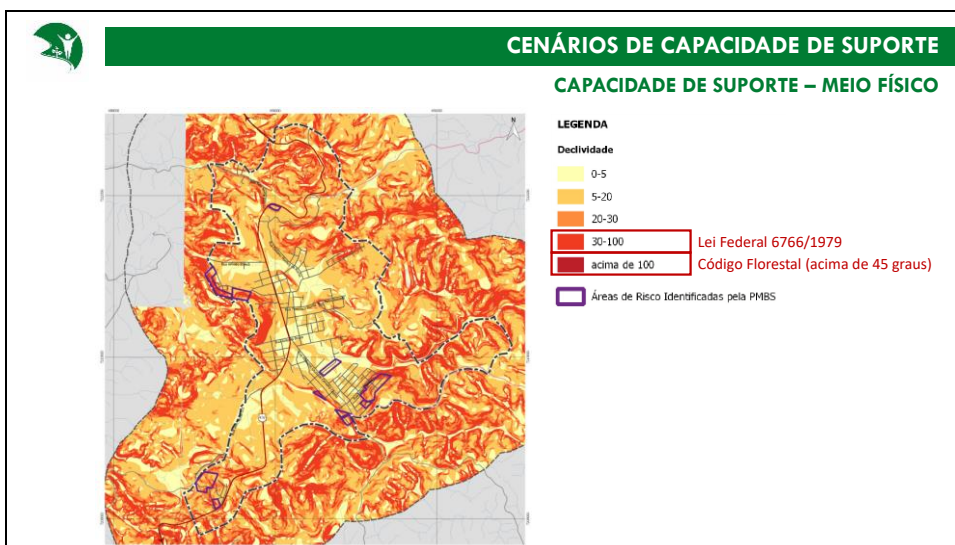 CENÁRIOS DE CAPACIDADE DE SUPORTE
CAPACIDADE DE SUPORTE – MEIO FÍSICO
N
LEGENDA
Declividade
0-5
5-20
20-30
30-100
Lei Federal 6766/1979
acima de 100
Código Florestal (acima de 45 graus)
Áreas de Risco Identificadas pela PMBS